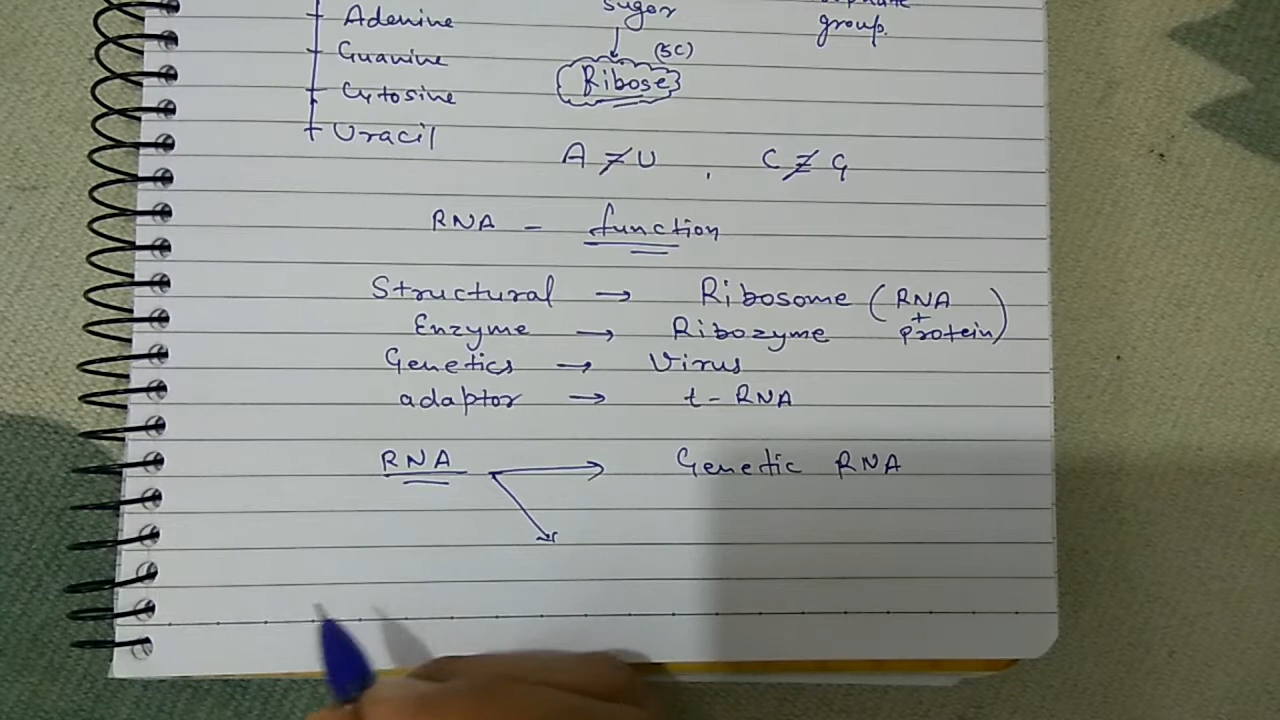 Adenine
sugar
group.
Guanine
(5C)
Ribose
Cytosine
Uracil
A ≠ U , C ≠ G
RNA - function
Structural → Ribosome (RNA + protein)
Enzyme → Ribozyme
Genetics → Virus
adaptor → t-RNA
RNA → Genetic RNA